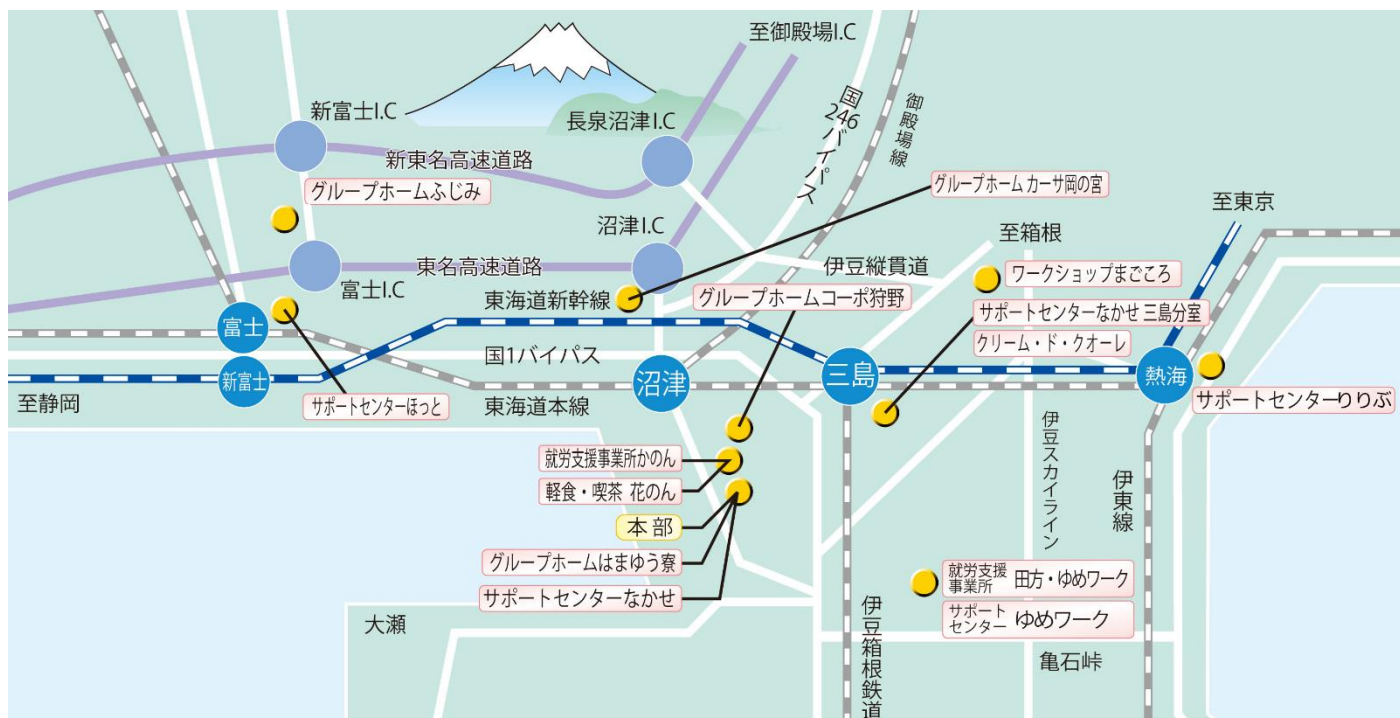 至御殿場I.C
新富士I.C
長泉沼津I.C
国246バイパス
御殿場線
新東名高速道路
グループホームふじみ
グループホーム カーサ岡の宮
至東京
沼津I.C
至箱根
東名高速道路
伊豆縦貫道
ワークショップまごころ
富士I.C
東海道新幹線
グループホームコーポ狩野
サポートセンターなかせ 三島分室
富士
クリーム・ド・クオーレ
国1バイパス
新富士
沼津
三島
熱海
至静岡
サポートセンターほっと
東海道本線
サポートセンターりりぶ
伊豆スカイライン
伊東線
就労支援事業所かのん
軽食・喫茶 花のん
本部
グループホームはまゆう寮
サポートセンターなかせ
就労支援
事業所 田方・ゆめワーク
サポート
センター ゆめワーク
大瀬
伊豆箱根鉄道
亀石峠